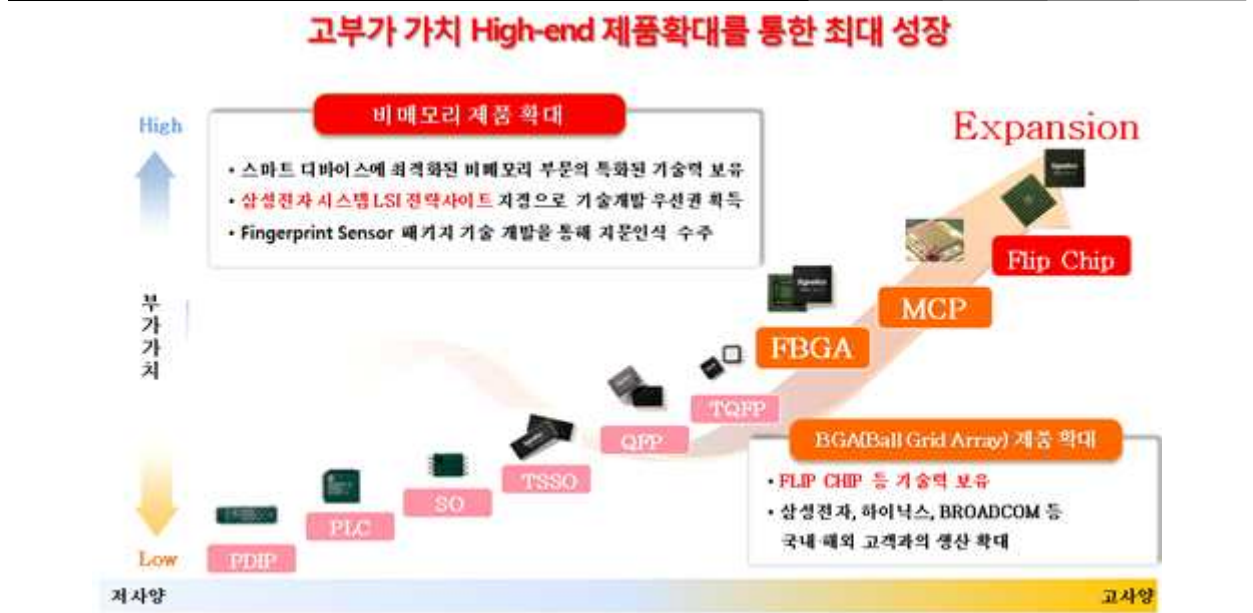 고부가 가치 High-end 제품확대를 통한 최대 성장
High
비메모리 제품 확대
• 스마트 디바이스에 최적화된 비메모리 부문의 특화된 기술력 보유
• 삼성전자 시스템 LSI 전략사이트 지정으로 기술개발 우선권 획득
• Fingerprint Sensor 패키지 기술 개발을 통해 지문인식 수주
Expansion
Flip Chip
MCP
FBGA
TQFP
QFP
TSSO
SO
PLC
PDIP
부가가치
BGA(Ball Grid Array) 제품 확대
• FLIP CHIP 등 기술력 보유
• 삼성전자, 하이닉스, BROADCOM 등
국내·해외 고객과의 생산 확대
Low
저사양
고사양